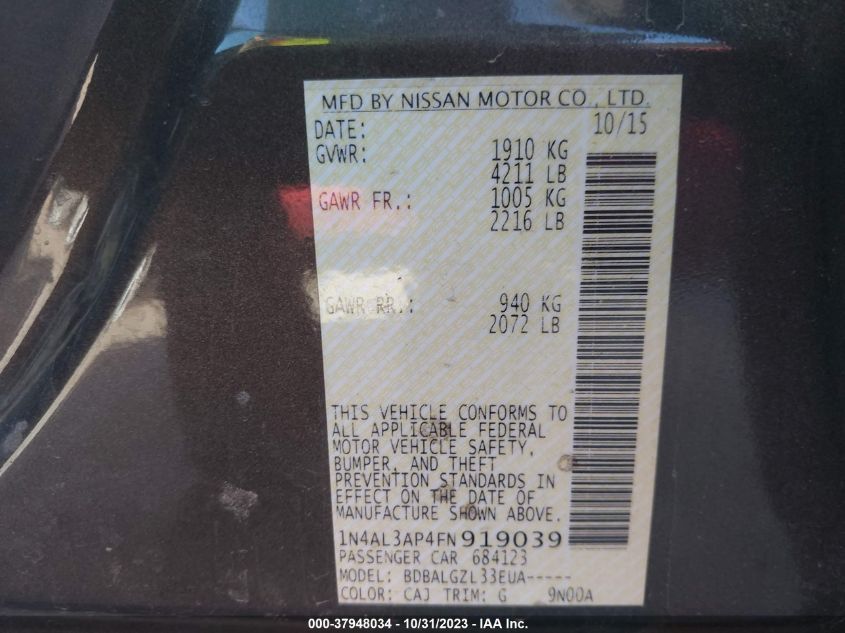 MFD BY NISSAN MOTOR CO., LTD.
DATE: 10/15
GVWR: 1910 KG
4211 LB
GAWR FR.: 1005 KG
2216 LB
GAWR RR.: 940 KG
2072 LB
THIS VEHICLE CONFORMS TO
ALL APPLICABLE FEDERAL
MOTOR VEHICLE SAFETY,
BUMPER, AND THEFT
PREVENTION STANDARDS IN
EFFECT ON THE DATE OF
MANUFACTURE SHOWN ABOVE.
1N4AL3AP4FN919039
PASSENGER CAR 684123
MODEL: BDBALGZL33EUA-----
COLOR: CAJ TRIM: G 9N00A
000-37948034 - 10/31/2023 - IAA Inc.